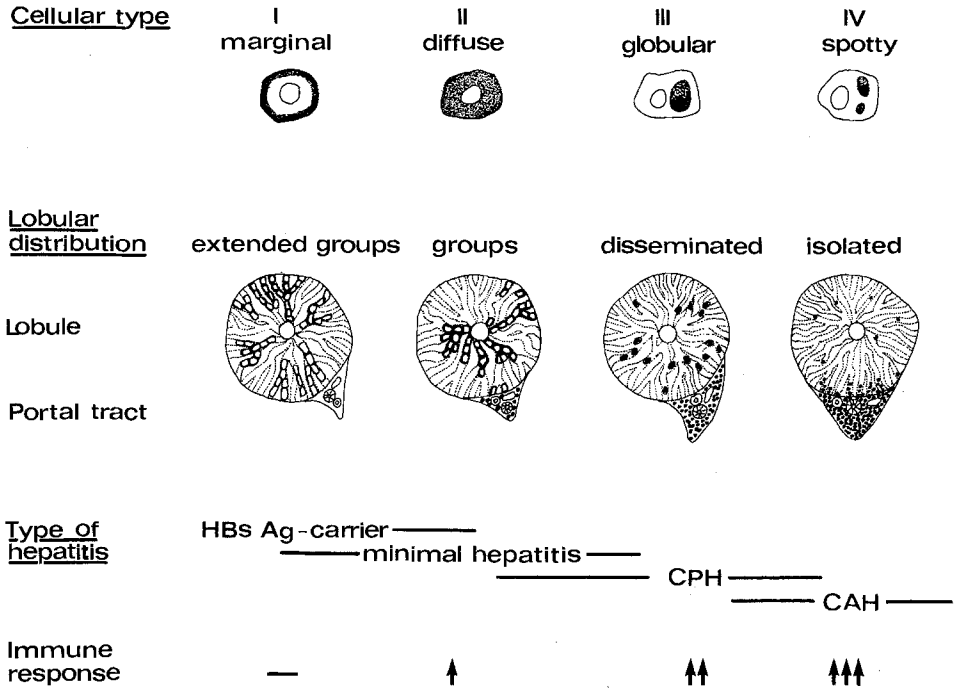 Cellular type I II III IV
marginal diffuse globular spotty
Lobular
distribution extended groups groups disseminated isolated
Lobule
Portal tract
Type of
hepatitis
HBs Ag-carrier
minimal hepatitis
CPH
CAH
Immune
response